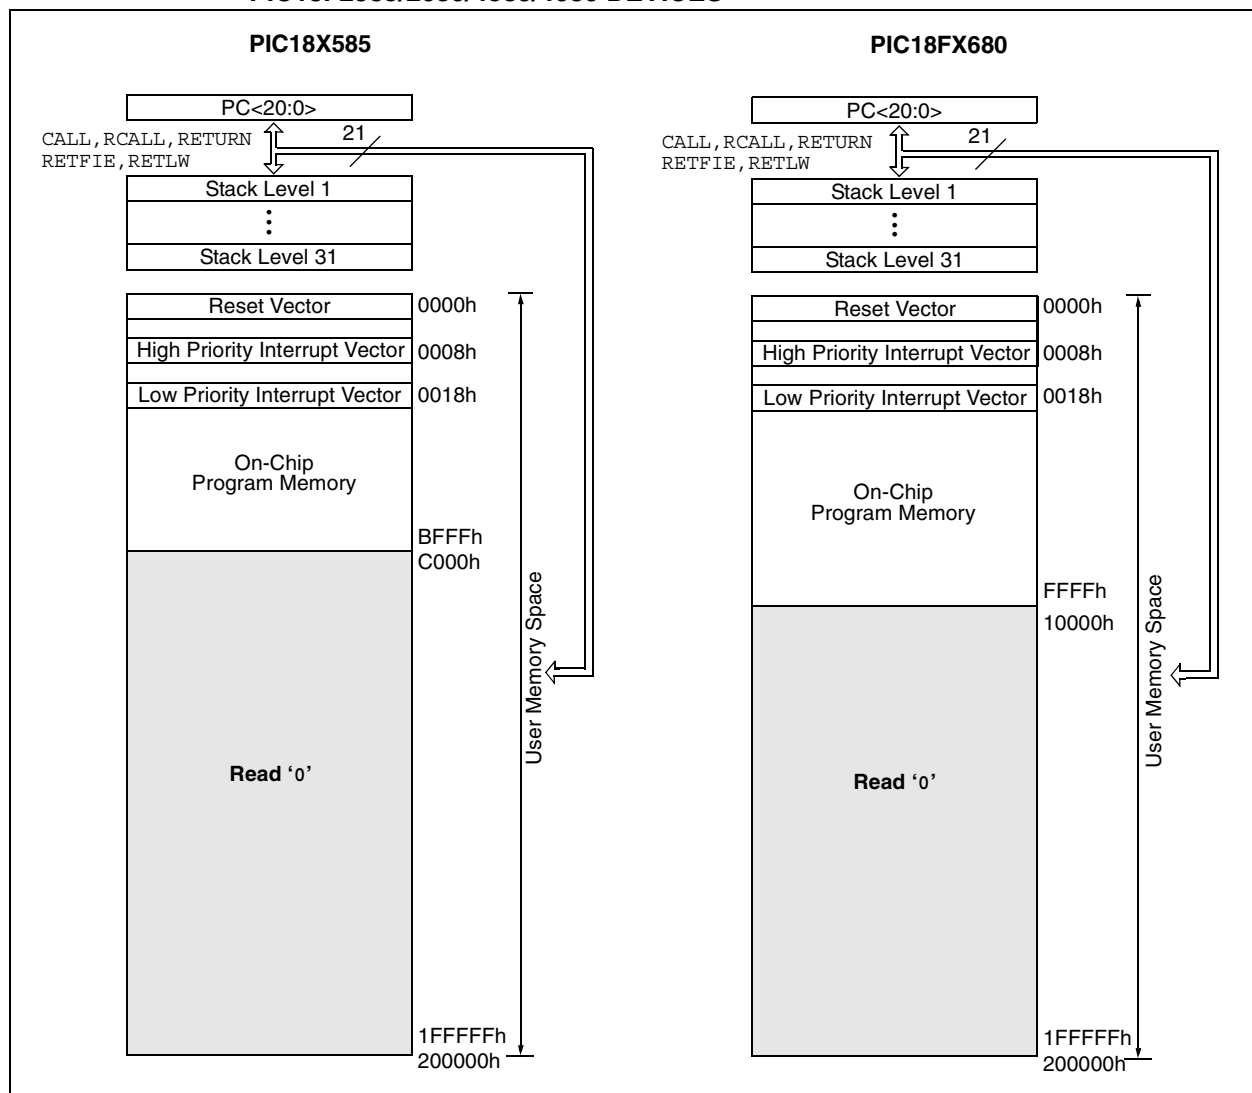 PIC18X585
PC<20:0>
CALL,RCALL,RETURN
RETFIE,RETLW
21
Stack Level 1
Stack Level 31
Reset Vector
0000h
High Priority Interrupt Vector
0008h
Low Priority Interrupt Vector
0018h
On-Chip
Program Memory
BFFFh
C000h
Read ‘0’
1FFFFFh
200000h
User Memory Space
PIC18FX680
PC<20:0>
CALL,RCALL,RETURN
RETFIE,RETLW
21
Stack Level 1
Stack Level 31
Reset Vector
0000h
High Priority Interrupt Vector
0008h
Low Priority Interrupt Vector
0018h
On-Chip
Program Memory
FFFFh
10000h
Read ‘0’
1FFFFFh
200000h
User Memory Space